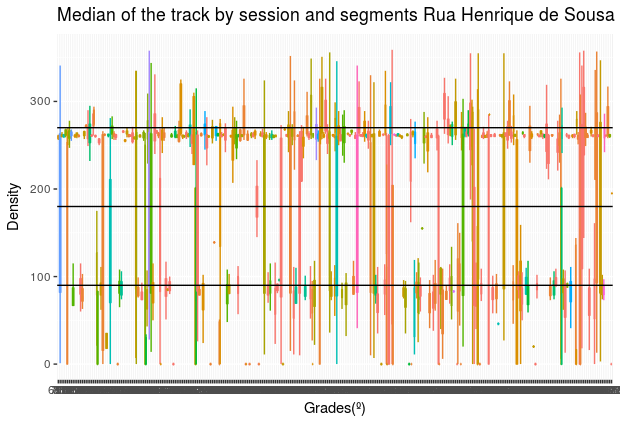 Median of the track by session and segments Rua Henrique de Sousa
Density
300
200
100
0
Grades(º)